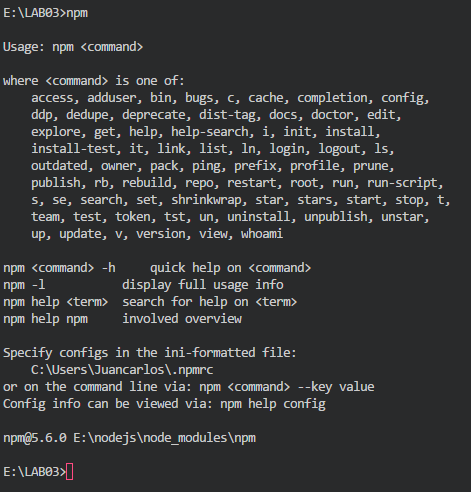 E:\LAB03>npm
Usage: npm <command>
where <command> is one of:
access, adduser, bin, bugs, c, cache, completion, config,
ddp, dedupe, deprecate, dist-tag, docs, doctor, edit,
explore, get, help, help-search, i, init, install,
install-test, it, link, list, ln, login, logout, ls,
outdated, owner, pack, ping, prefix, profile, prune,
publish, rb, rebuild, repo, restart, root, run, run-script,
s, se, search, set, shrinkwrap, star, stars, start, stop, t,
team, test, token, tst, un, uninstall, unpublish, unstar,
up, update, v, version, view, whoami
npm <command> -h     quick help on <command>
npm -l           display full usage info
npm help <term>  search for help on <term>
npm help npm     involved overview
Specify configs in the ini-formatted file:
C:\Users\Juancarlos\.npmrc
or on the command line via: npm <command> --key value
Config info can be viewed via: npm help config
npm@5.6.0 E:\nodejs\node_modules\npm
E:\LAB03>